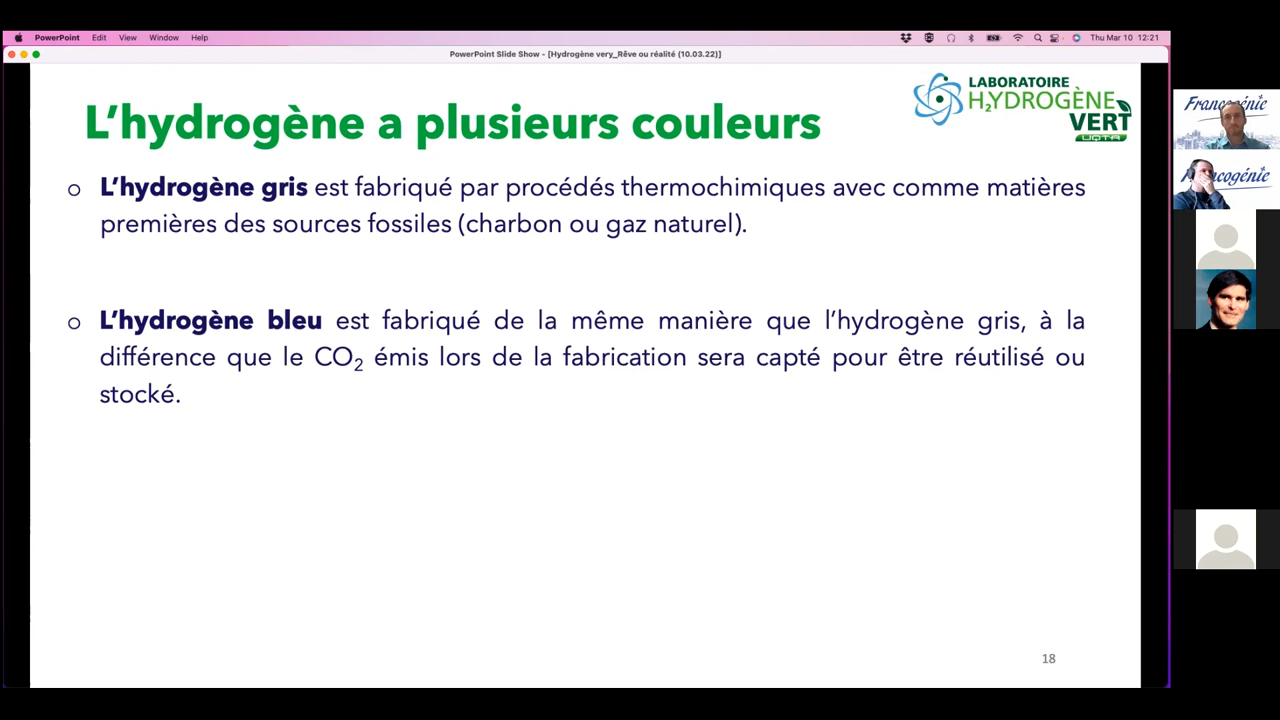 PowerPoint Edit View Window Help
Thu Mar 10 12:21
PowerPoint Slide Show - [Hydrogène very_Rêve ou réalité (10.03.22)]
L’hydrogène a plusieurs couleurs
LABORATOIRE
H₂YDROGÈNE
VERT
UQTR
o L’hydrogène gris est fabriqué par procédés thermochimiques avec comme matières
premières des sources fossiles (charbon ou gaz naturel).
o L’hydrogène bleu est fabriqué de la même manière que l’hydrogène gris, à la
différence que le CO₂ émis lors de la fabrication sera capté pour être réutilisé ou
stocké.
18
Francogénie
Francogénie